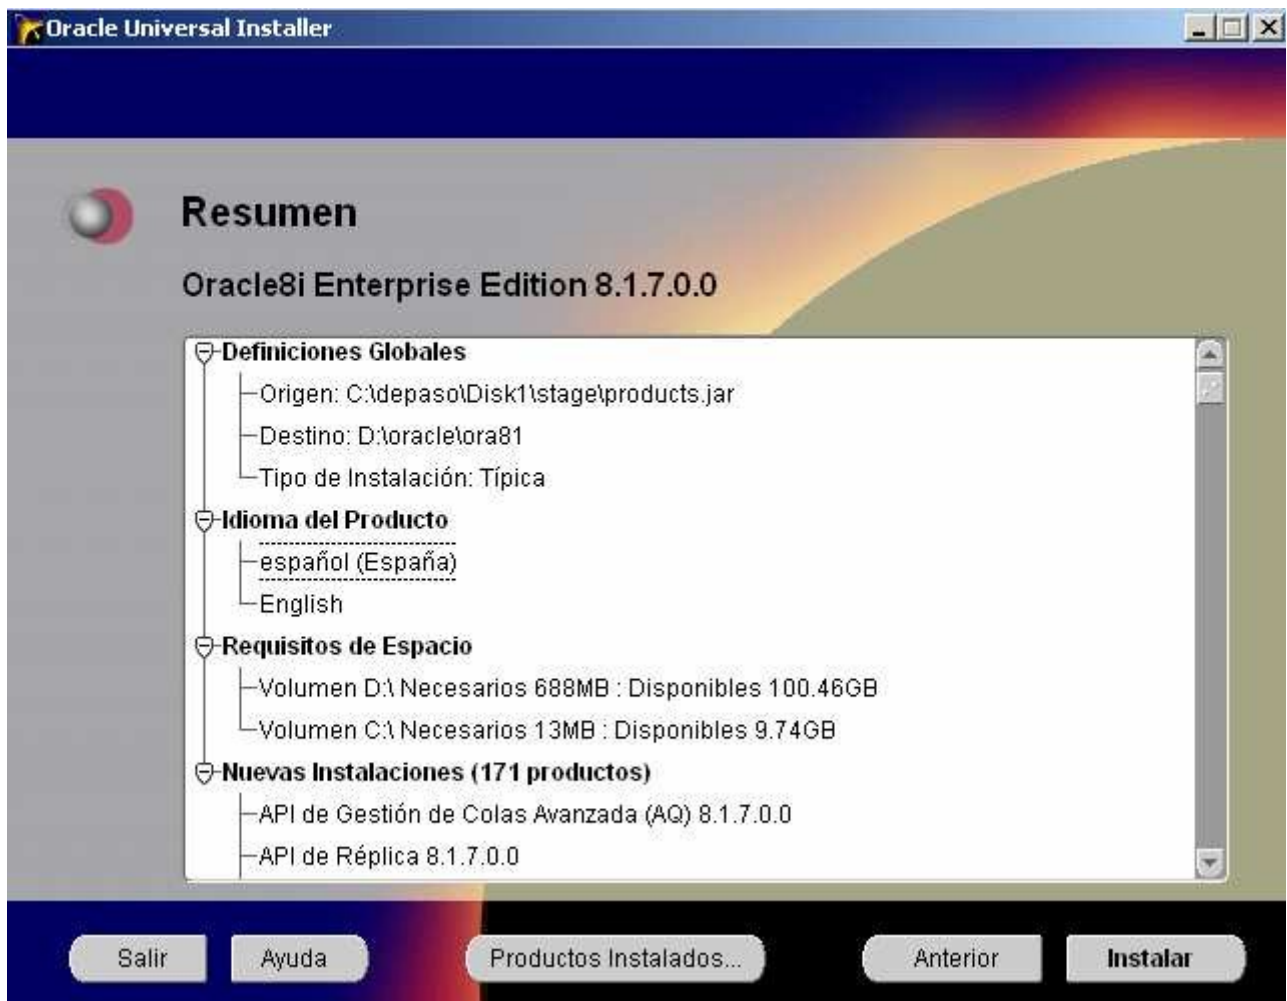 Oracle Universal Installer
Resumen
Oracle8i Enterprise Edition 8.1.7.0.0
Definiciones Globales
Origen: C:\depaso\Disk1\stage\products.jar
Destino: D:\oracle\ora81
Tipo de Instalación: Típica
Idioma del Producto
español (España)
English
Requisitos de Espacio
Volumen D:\ Necesarios 688MB : Disponibles 100.46GB
Volumen C:\ Necesarios 13MB : Disponibles 9.74GB
Nuevas Instalaciones (171 productos)
API de Gestión de Colas Avanzada (AQ) 8.1.7.0.0
API de Réplica 8.1.7.0.0
Salir Ayuda Productos Instalados... Anterior Instalar